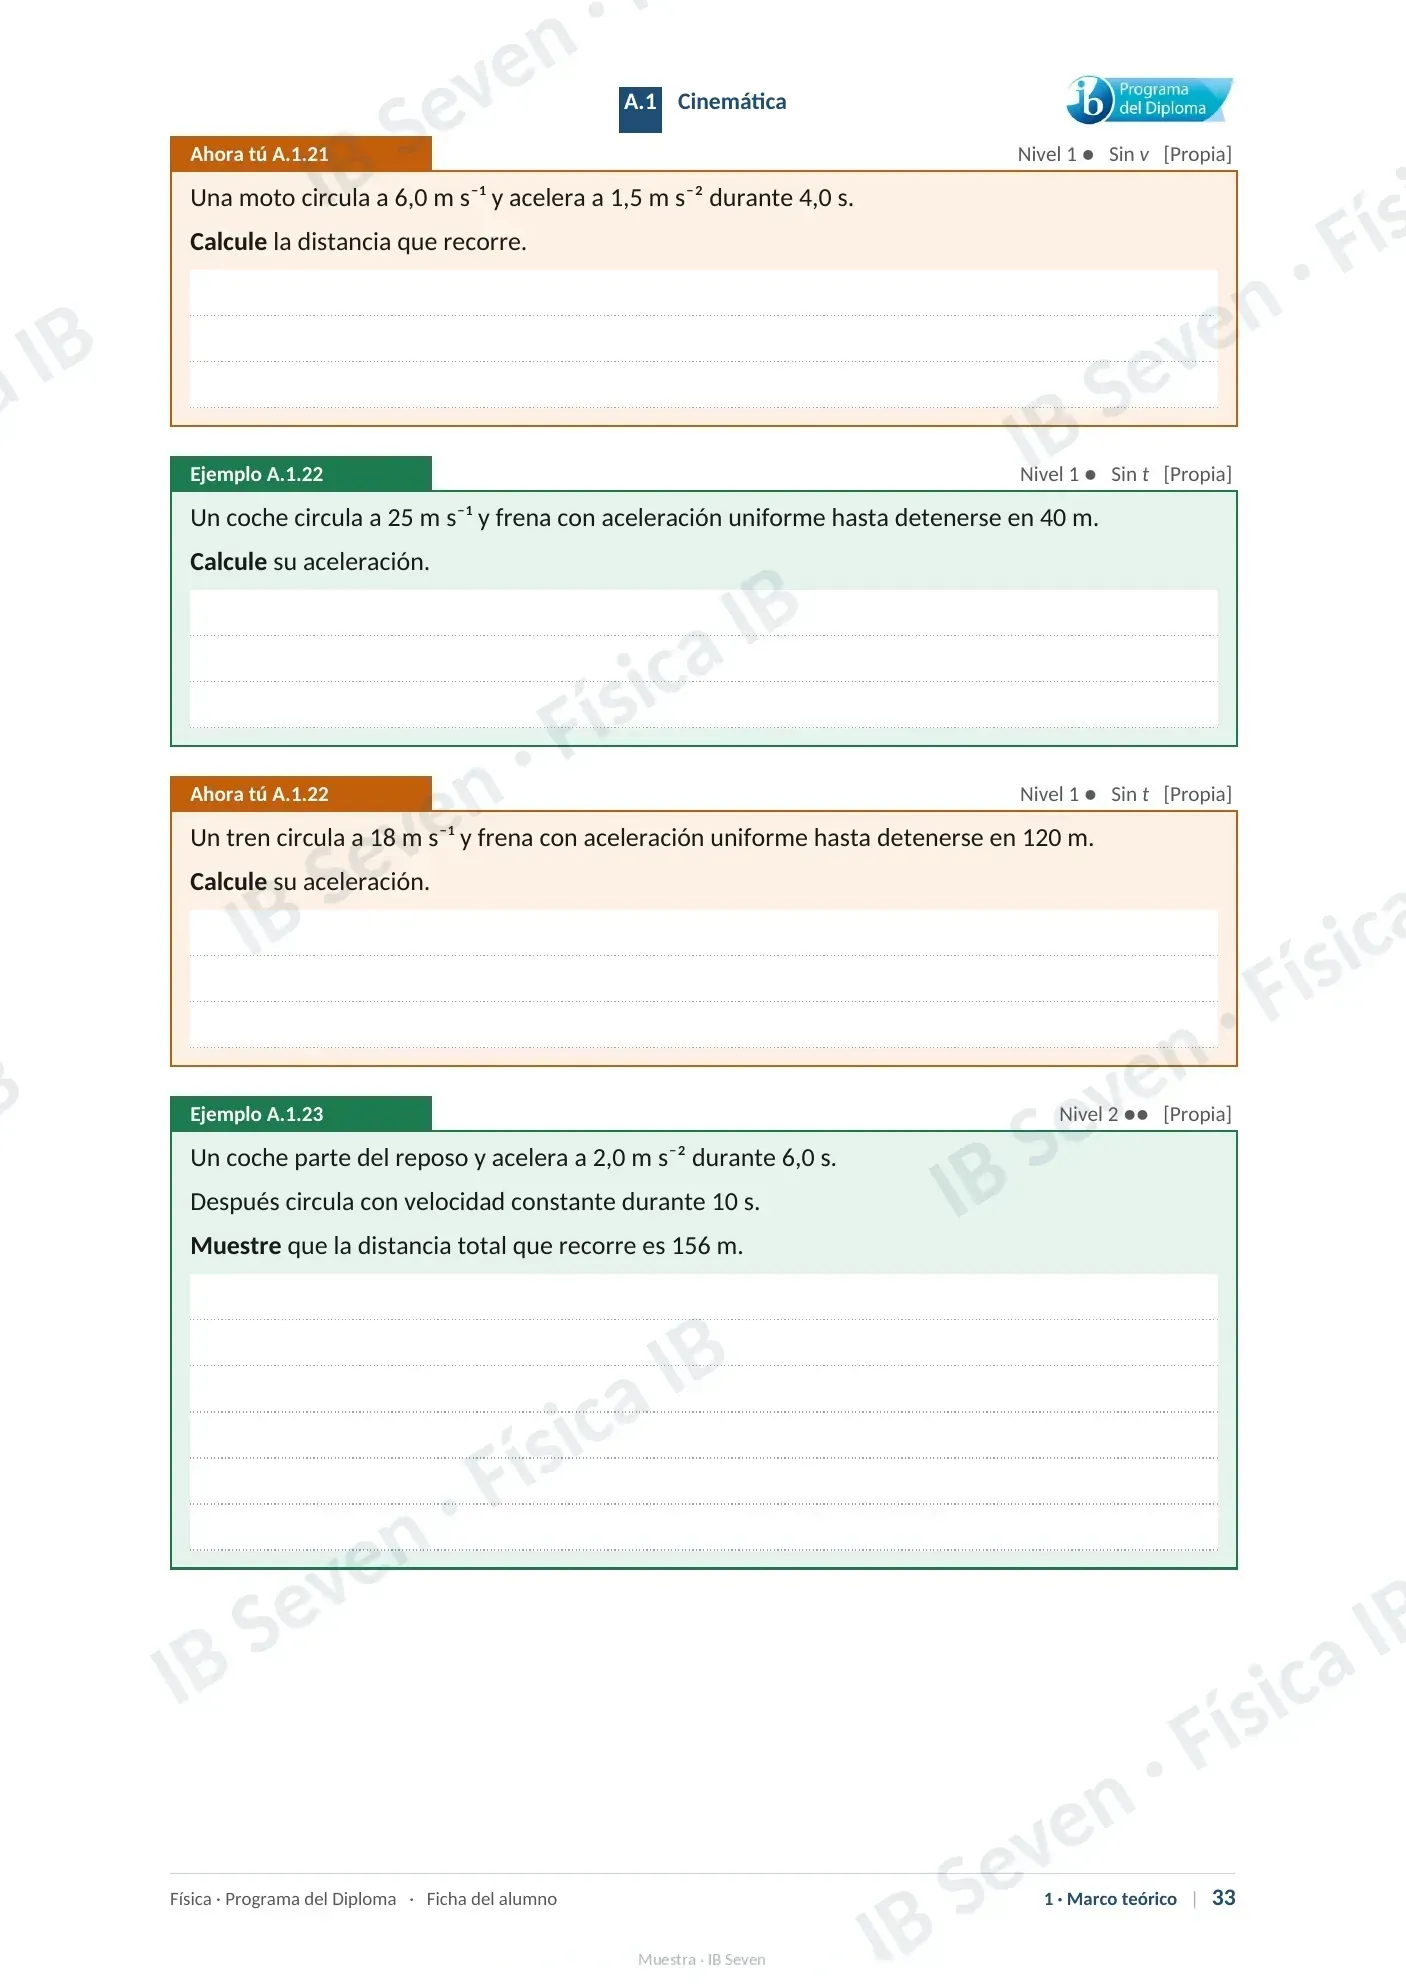 A.1 Cinemática
ib Programa
del Diploma
Ahora tú A.1.21 Nivel 1 ● Sin v [Propia]
Una moto circula a 6,0 m s⁻¹ y acelera a 1,5 m s⁻² durante 4,0 s.
Calcule la distancia que recorre.
Ejemplo A.1.22 Nivel 1 ● Sin t [Propia]
Un coche circula a 25 m s⁻¹ y frena con aceleración uniforme hasta detenerse en 40 m.
Calcule su aceleración.
Ahora tú A.1.22 Nivel 1 ● Sin t [Propia]
Un tren circula a 18 m s⁻¹ y frena con aceleración uniforme hasta detenerse en 120 m.
Calcule su aceleración.
Ejemplo A.1.23 Nivel 2 ●● [Propia]
Un coche parte del reposo y acelera a 2,0 m s⁻² durante 6,0 s.
Después circula con velocidad constante durante 10 s.
Muestre que la distancia total que recorre es 156 m.
IB Seven · Física IB
Física · Programa del Diploma · Ficha del alumno 1 · Marco teórico | 33
Muestra · IB Seven